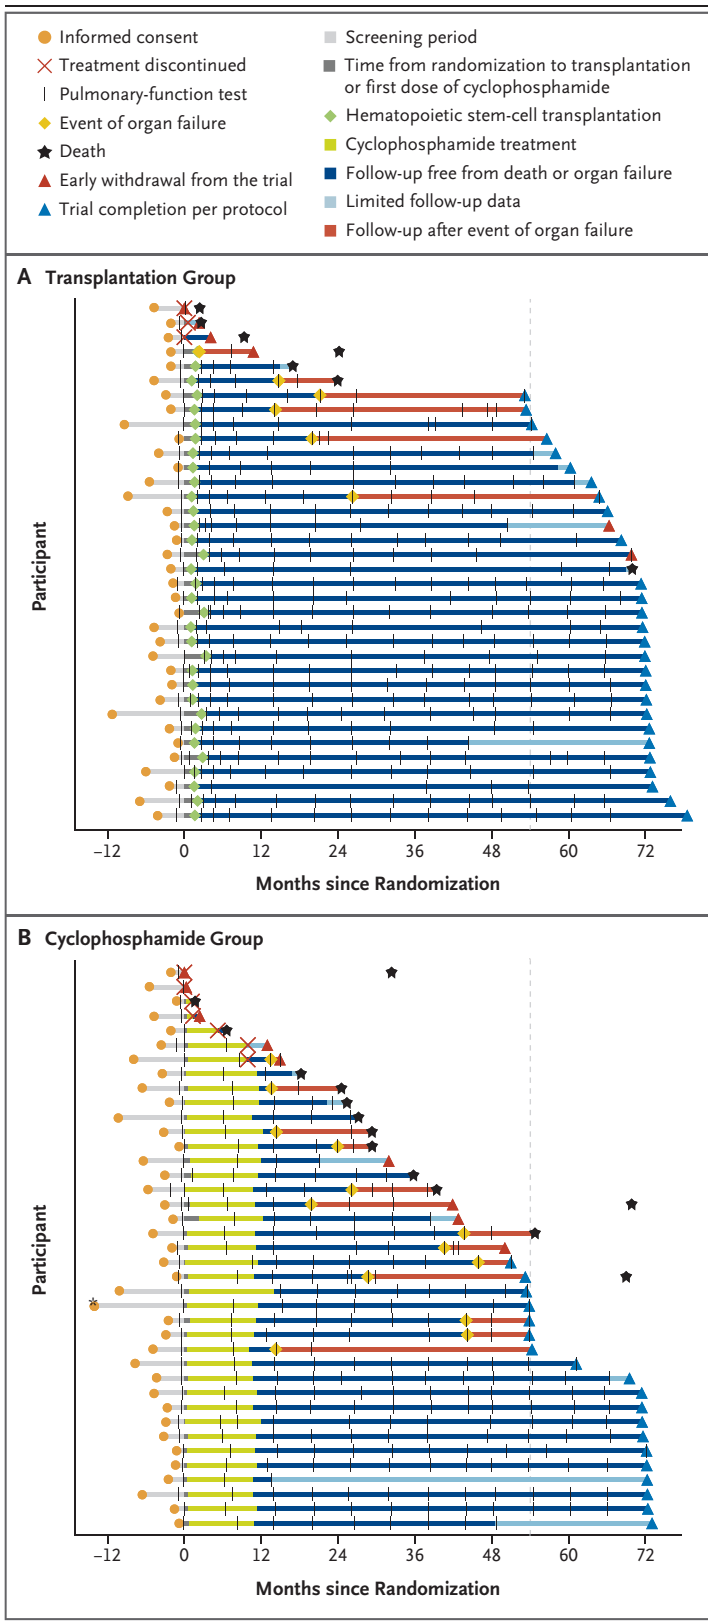 Informed consent
Treatment discontinued
Pulmonary-function test
Event of organ failure
Death
Early withdrawal from the trial
Trial completion per protocol
Screening period
Time from randomization to transplantation
or first dose of cyclophosphamide
Hematopoietic stem-cell transplantation
Cyclophosphamide treatment
Follow-up free from death or organ failure
Limited follow-up data
Follow-up after event of organ failure
A Transplantation Group
Participant
−12 0 12 24 36 48 60 72
Months since Randomization
B Cyclophosphamide Group
Participant
*
−12 0 12 24 36 48 60 72
Months since Randomization